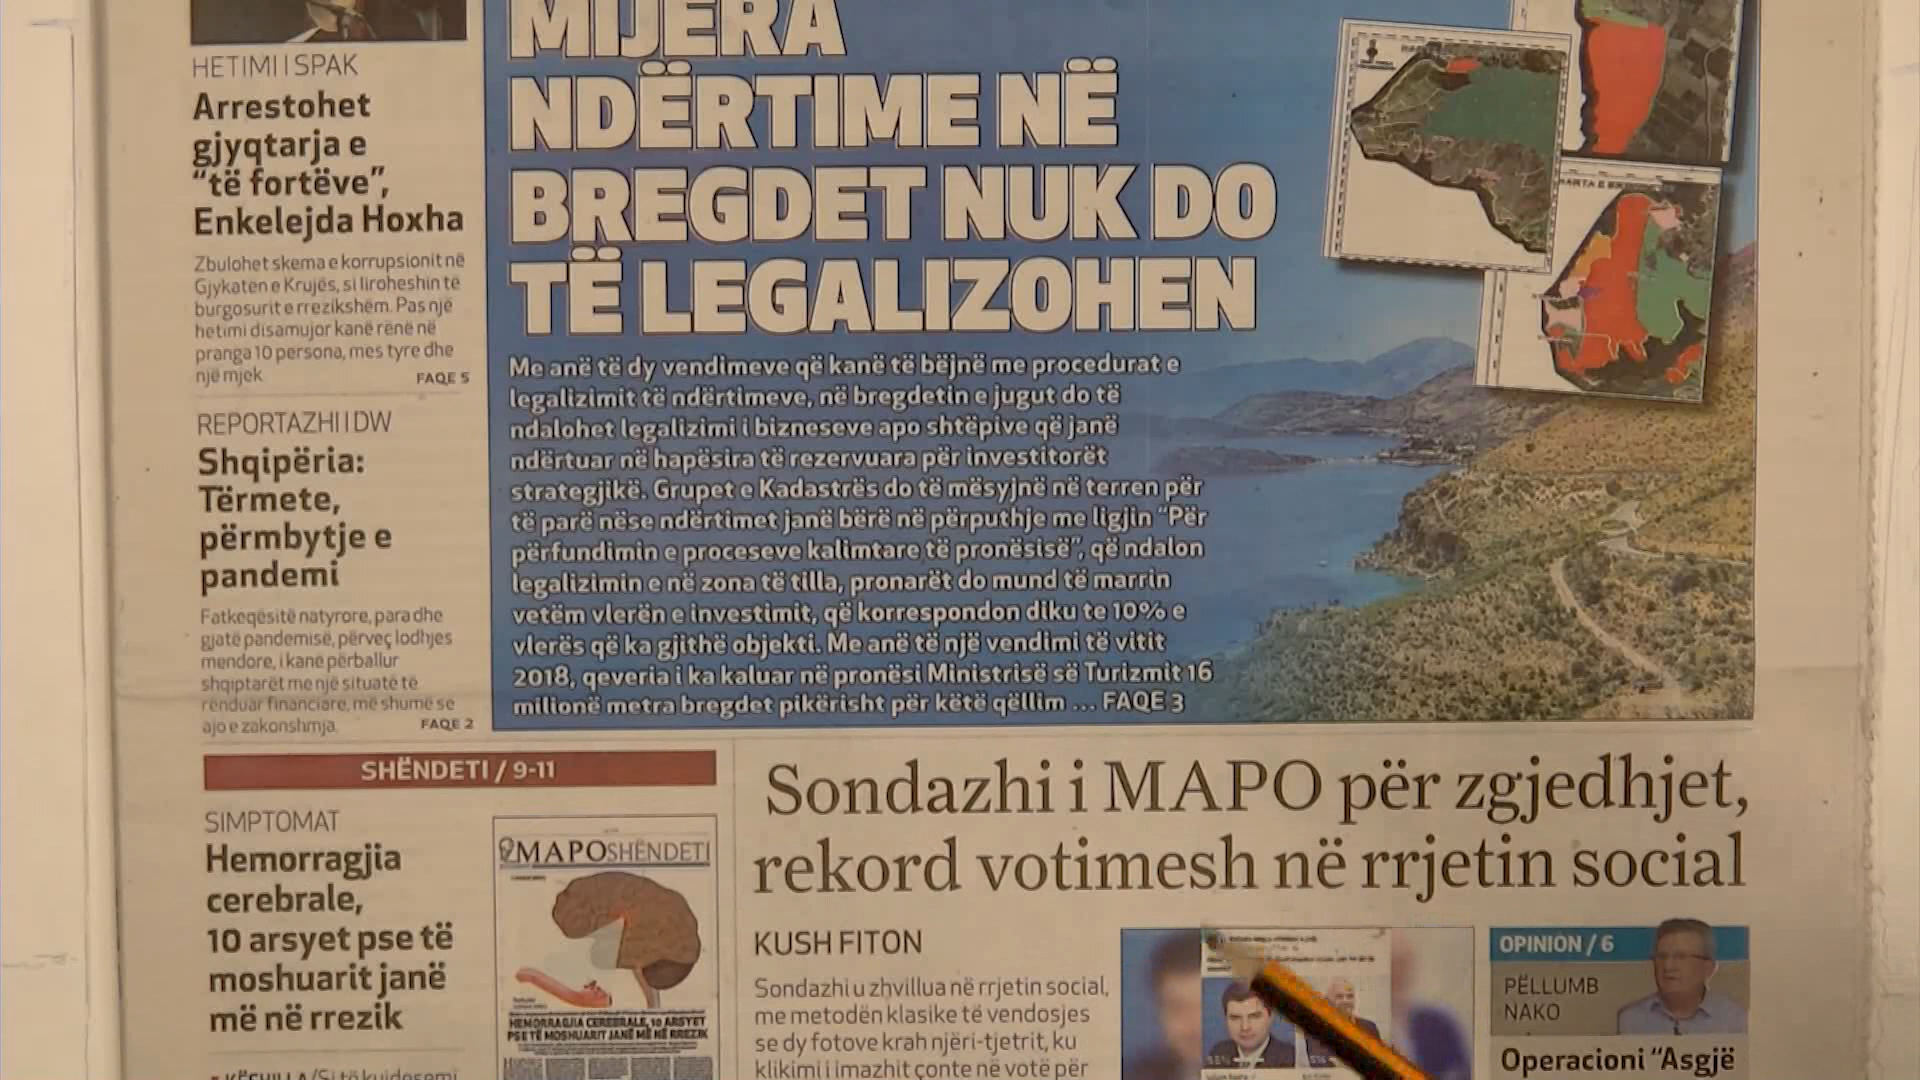 HETIMI I SPAK
Arrestohet
gjyqtarja e
“të fortëve”,
Enkelejda Hoxha
Zbulohet skema e korrupsionit në
Gjykatën e Krujës, si liroheshin të
burgosurit e rrezikshëm. Pas një
hetimi disamujor kanë rënë në
pranga 10 persona, mes tyre dhe
një mjek
FAQE 5
REPORTAZHI I DW
Shqipëria:
Tërmete,
përmbytje e
pandemi
Fatkeqësitë natyrore, para dhe
gjatë pandemisë, përveç lodhjes
mendore, i kanë përballur
shqiptarët me një situatë të
rënduar financiare, më shumë se
ajo e zakonshmja.
FAQE 2
MIJËRA
NDËRTIME NË
BREGDET NUK DO
TË LEGALIZOHEN
Me anë të dy vendimeve që kanë të bëjnë me procedurat e
legalizimit të ndërtimeve, në bregdetin e jugut do të
ndalohet legalizimi i bizneseve apo shtëpive që janë
ndërtuar në hapësira të rezervuara për investitorët
strategjikë. Grupet e Kadastrës do të mësyjnë në terren për
të parë nëse ndërtimet janë bërë në përputhje me ligjin “Për
përfundimin e proceseve kalimtare të pronësisë”, që ndalon
legalizimin e në zona të tilla, pronarët do mund të marrin
vetëm vlerën e investimit, që korrespondon diku te 10% e
vlerës që ka gjithë objekti. Me anë të një vendimi të vitit
2018, qeveria i ka kaluar në pronësi Ministrisë së Turizmit 16
milionë metra bregdet pikërisht për këtë qëllim ... FAQE 3
SHËNDETI / 9-11
SIMPTOMAT
Hemorragjia
cerebrale,
10 arsyet pse të
moshuarit janë
më në rrezik
MAPOSHËNDETI
HEMORRAGJIA CEREBRALE, 10 ARSYET
PSE TË MOSHUARIT JANË MË NË RREZIK
Sondazhi i MAPO për zgjedhjet,
rekord votimesh në rrjetin social
KUSH FITON
Sondazhi u zhvillua në rrjetin social,
me metodën klasike të vendosjes
se dy fotove krah njëri-tjetrit, ku
klikimi i imazhit çonte në votë për
OPINION / 6
PËLLUMB
NAKO
Operacioni “Asgjë